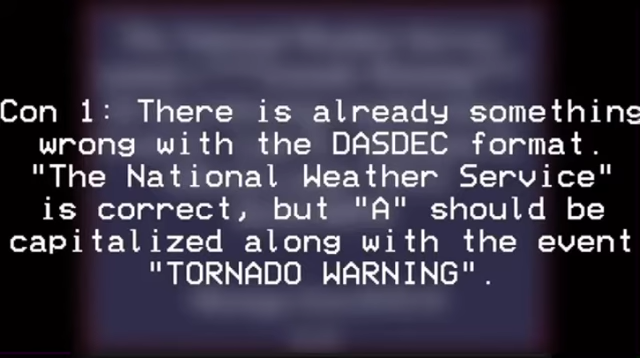 Con 1: There is already something
wrong with the DASDEC format.
"The National Weather Service"
is correct, but "A" should be
capitalized along with the event
"TORNADO WARNING".